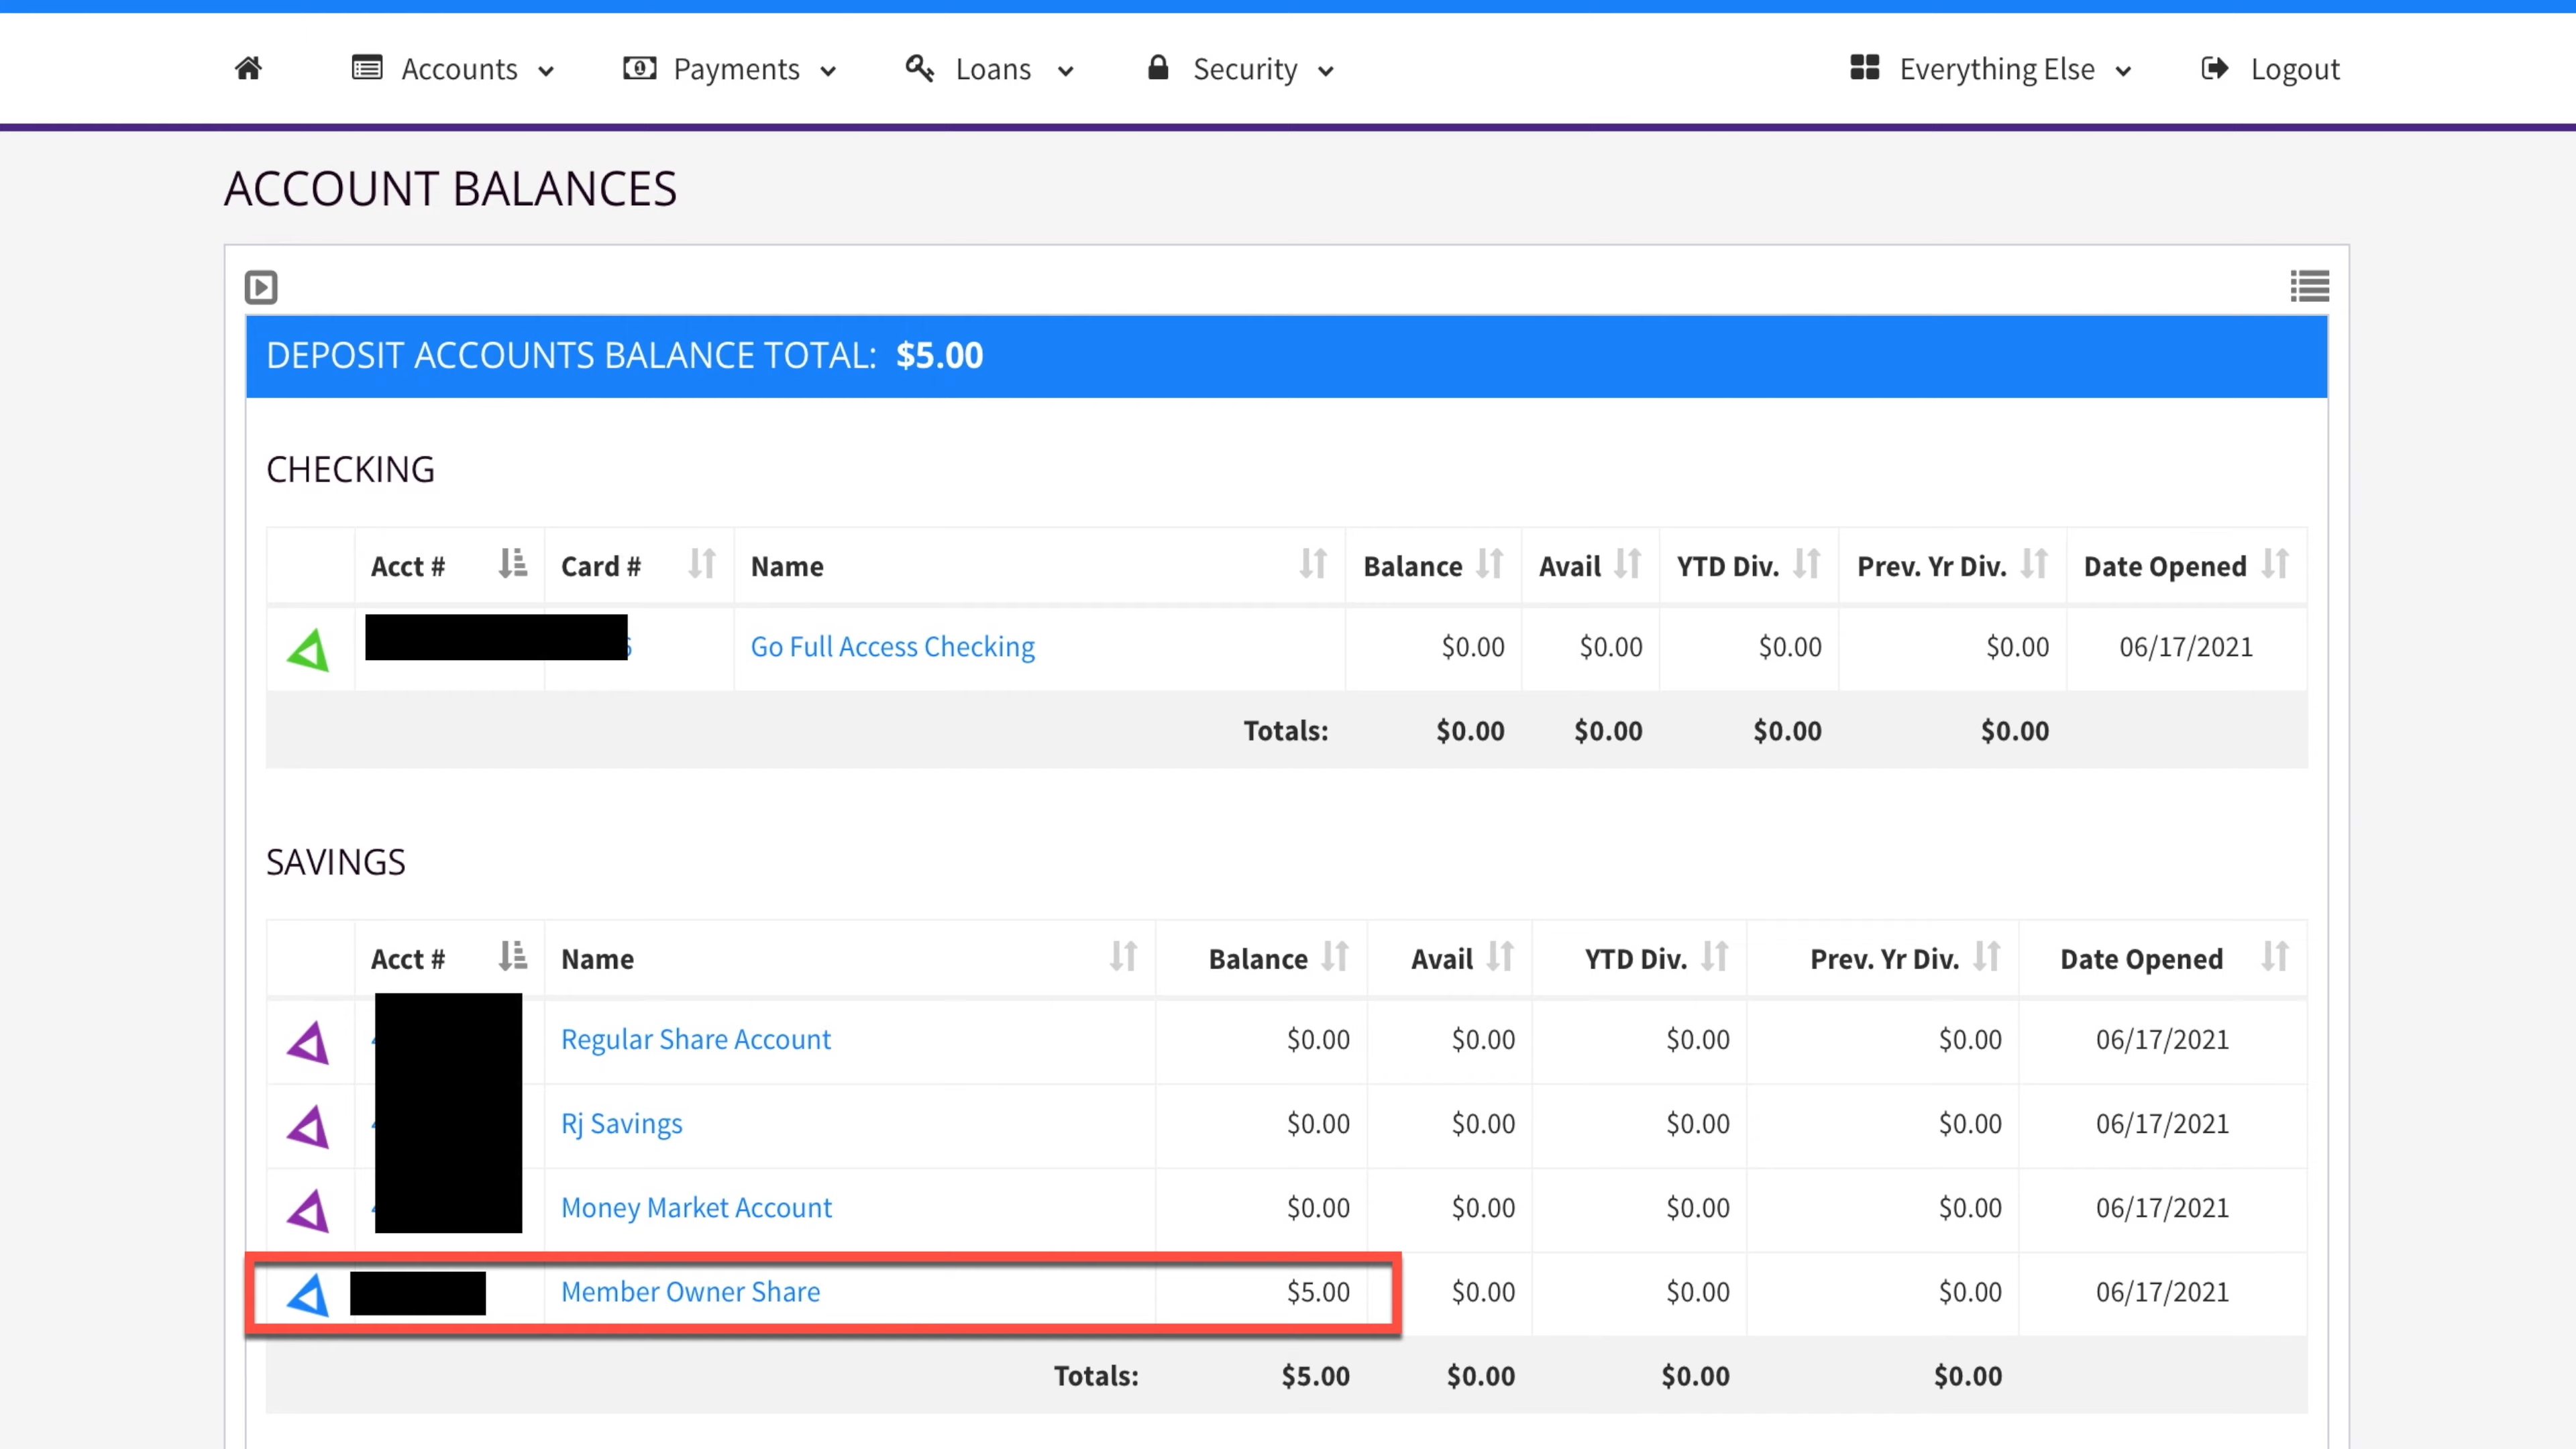 Accounts Payments Loans Security Everything Else Logout
ACCOUNT BALANCES
DEPOSIT ACCOUNTS BALANCE TOTAL: $5.00
CHECKING
Acct # Card # Name Balance Avail YTD Div. Prev. Yr Div. Date Opened
Go Full Access Checking $0.00 $0.00 $0.00 $0.00 06/17/2021
Totals: $0.00 $0.00 $0.00 $0.00
SAVINGS
Acct # Name Balance Avail YTD Div. Prev. Yr Div. Date Opened
Regular Share Account $0.00 $0.00 $0.00 $0.00 06/17/2021
Rj Savings $0.00 $0.00 $0.00 $0.00 06/17/2021
Money Market Account $0.00 $0.00 $0.00 $0.00 06/17/2021
Member Owner Share $5.00 $0.00 $0.00 $0.00 06/17/2021
Totals: $5.00 $0.00 $0.00 $0.00